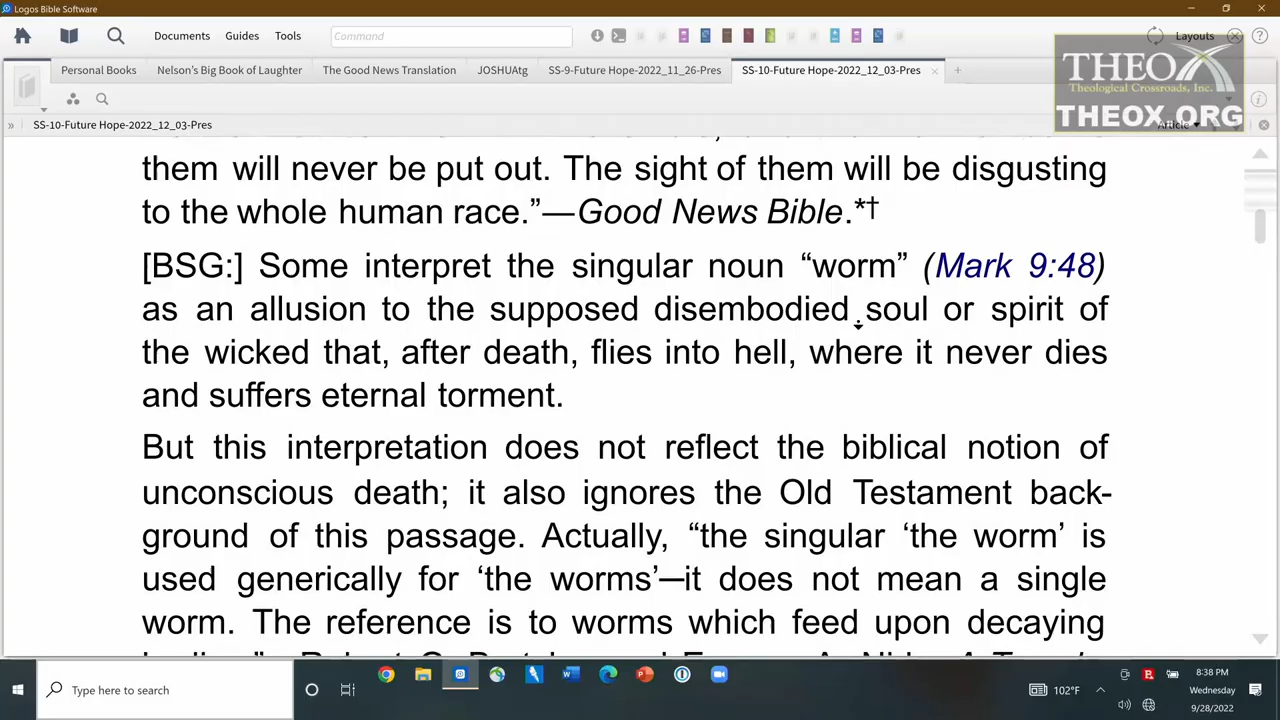 Logos Bible Software
Documents Guides Tools Command Layouts
THEOX
Theological Crossroads, Inc.
THEOX.ORG
Personal Books Nelson's Big Book of Laughter The Good News Translation JOSHUAtg SS-9-Future Hope-2022_11_26-Pres SS-10-Future Hope-2022_12_03-Pres
SS-10-Future Hope-2022_12_03-Pres Article
them will never be put out. The sight of them will be disgusting
to the whole human race.”—Good News Bible.*†
[BSG:] Some interpret the singular noun “worm” (Mark 9:48)
as an allusion to the supposed disembodied soul or spirit of
the wicked that, after death, flies into hell, where it never dies
and suffers eternal torment.
But this interpretation does not reflect the biblical notion of
unconscious death; it also ignores the Old Testament back-
ground of this passage. Actually, “the singular ‘the worm’ is
used generically for ‘the worms’—it does not mean a single
worm. The reference is to worms which feed upon decaying
Type here to search
102°F
8:38 PM
Wednesday
9/28/2022